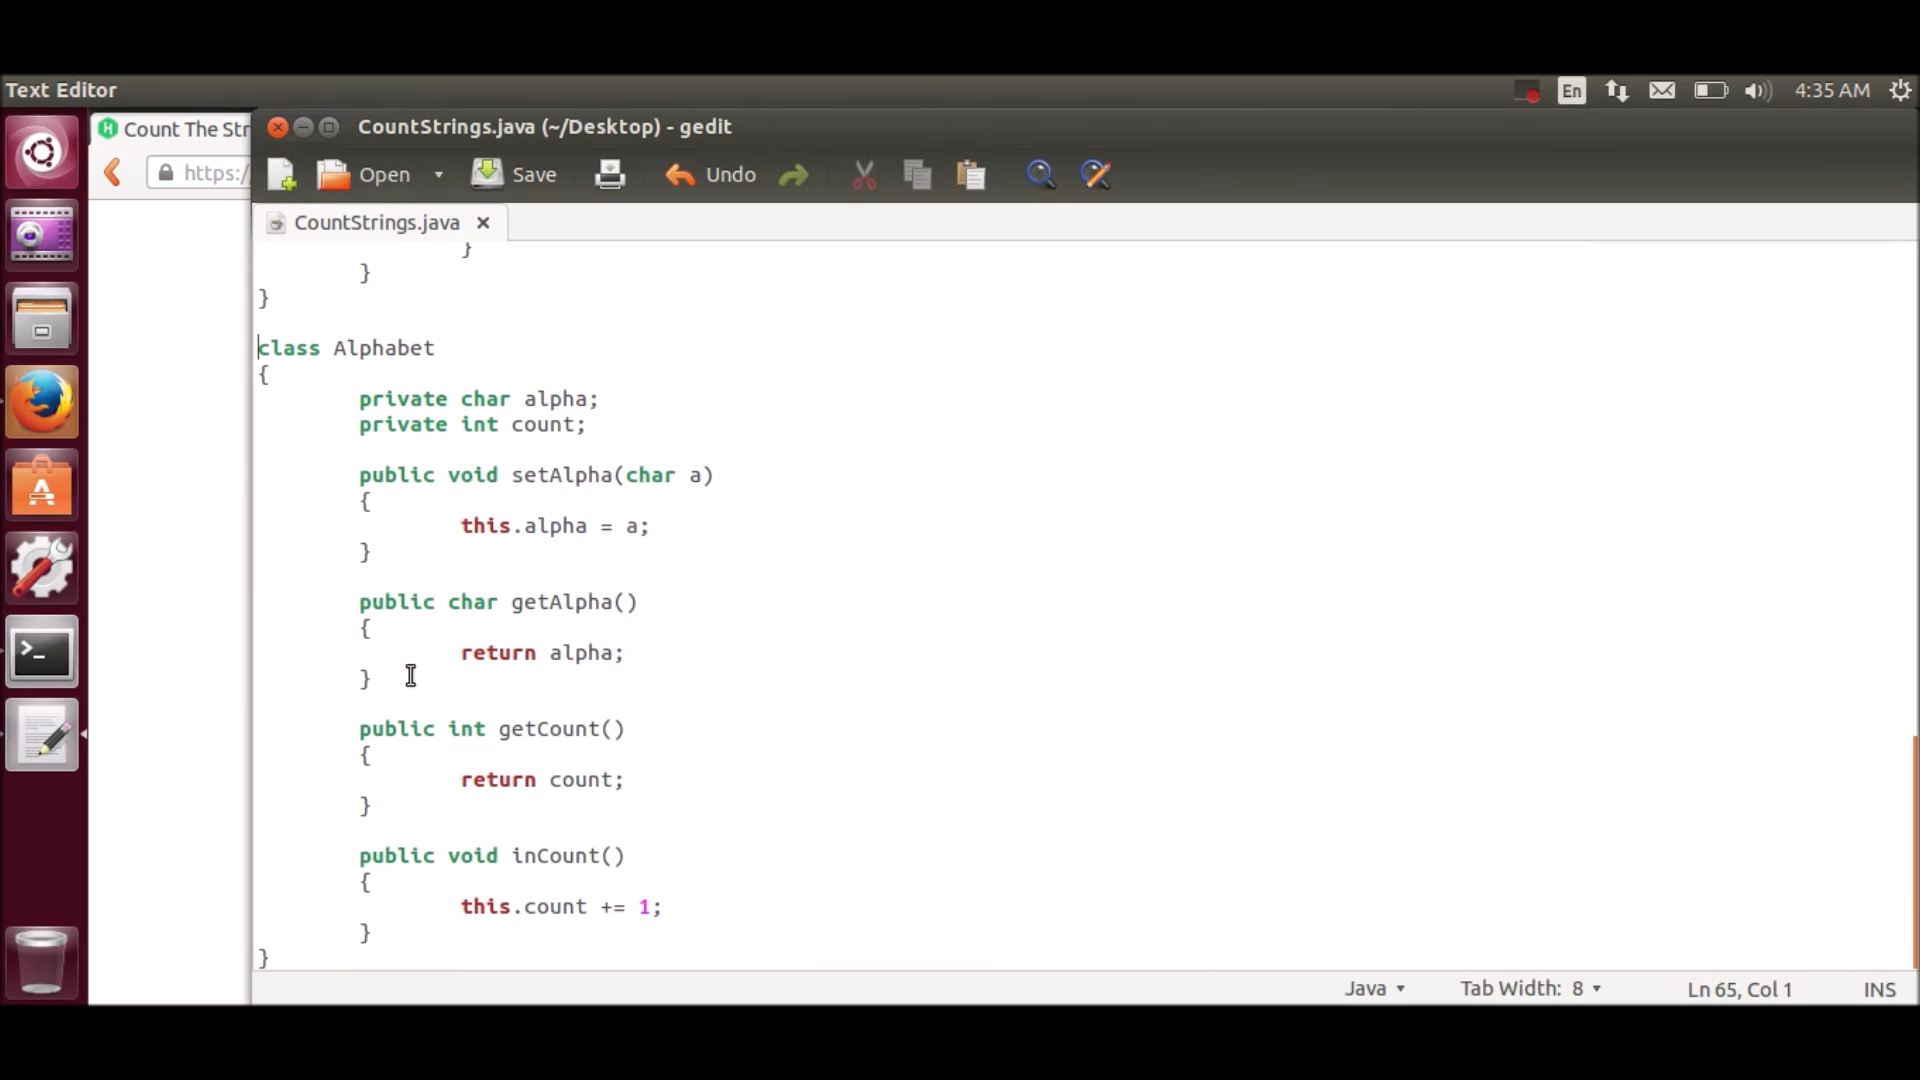 Text Editor
En
4:35 AM
Count The Str
CountStrings.java (~/Desktop) - gedit
https:/
Open
Save
Undo
CountStrings.java
}
}
}
class Alphabet
{
private char alpha;
private int count;
public void setAlpha(char a)
{
this.alpha = a;
}
public char getAlpha()
{
return alpha;
}
public int getCount()
{
return count;
}
public void inCount()
{
this.count += 1;
}
}
Java
Tab Width: 8
Ln 65, Col 1
INS